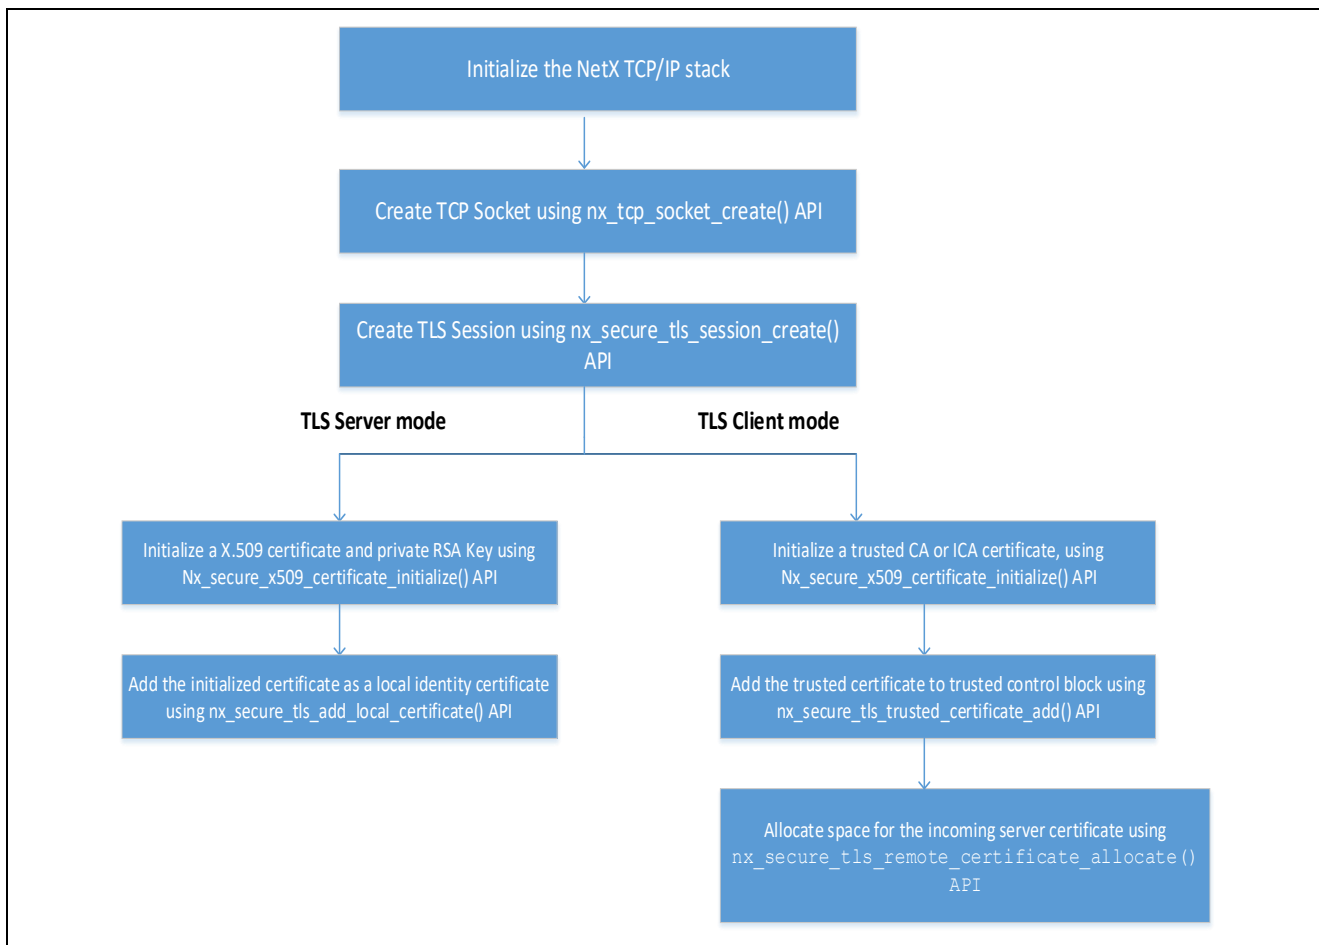 Initialize the NetX TCP/IP stack
Create TCP Socket using nx_tcp_socket_create() API
Create TLS Session using nx_secure_tls_session_create()
API
TLS Server mode
TLS Client mode
Initialize a X.509 certificate and private RSA Key using
Nx_secure_x509_certificate_initialize() API
Initialize a trusted CA or ICA certificate, using
Nx_secure_x509_certificate_initialize() API
Add the initialized certificate as a local identity certificate
using nx_secure_tls_add_local_certificate() API
Add the trusted certificate to trusted control block using
nx_secure_tls_trusted_certificate_add() API
Allocate space for the incoming server certificate using
nx_secure_tls_remote_certificate_allocate()
API